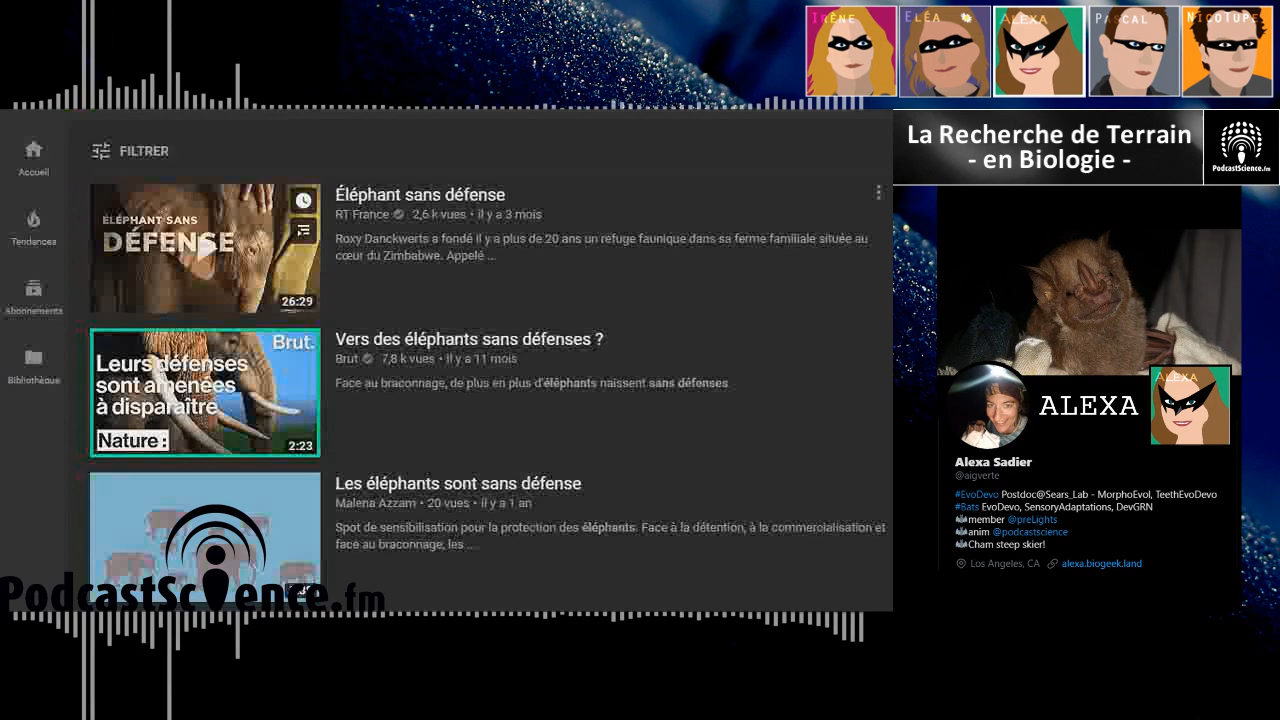 IRÈNE
ELÉA
ALEXA
PASCAL
NICOTUPE
La Recherche de Terrain
- en Biologie -
PodcastScience.fm
FILTRER
Accueil
Tendances
Abonnements
Bibliothèque
ÉLÉPHANT SANS
DÉFENSE
26:29
Éléphant sans défense
RT France 2,6 k vues • il y a 3 mois
Roxy Danckwerts a fondé il y a plus de 20 ans un refuge faunique dans sa ferme familiale située au
cœur du Zimbabwe. Appelé ...
Brut.
Leurs défenses
sont amenées
à disparaître
Nature :
2:23
Vers des éléphants sans défenses ?
Brut 7,8 k vues • il y a 11 mois
Face au braconnage, de plus en plus d'éléphants naissent sans défenses.
Les éléphants sont sans défense
Malena Azzam • 20 vues • il y a 1 an
Spot de sensibilisation pour la protection des éléphants. Face à la détention, à la commercialisation et
face au braconnage, les ...
PodcastScience.fm
ALEXA
ALEXA
Alexa Sadier
@aigverte
#EvoDevo Postdoc@Sears_Lab - MorphoEvol, TeethEvoDevo
#Bats EvoDevo, SensoryAdaptations, DevGRN
member @preLights
anim @podcastscience
Cham steep skier!
Los Angeles, CA alexa.biogeek.land